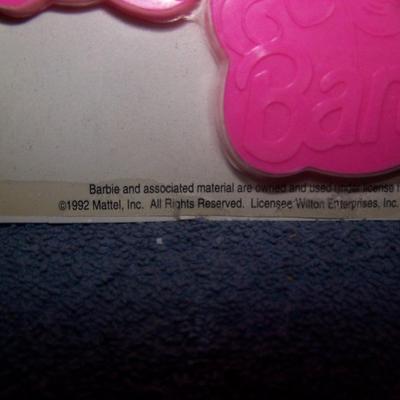 Bar
Barbie and associated material are owned and used under license
©1992 Mattel, Inc. All Rights Reserved. Licensee Wilton Enterprises, Inc.